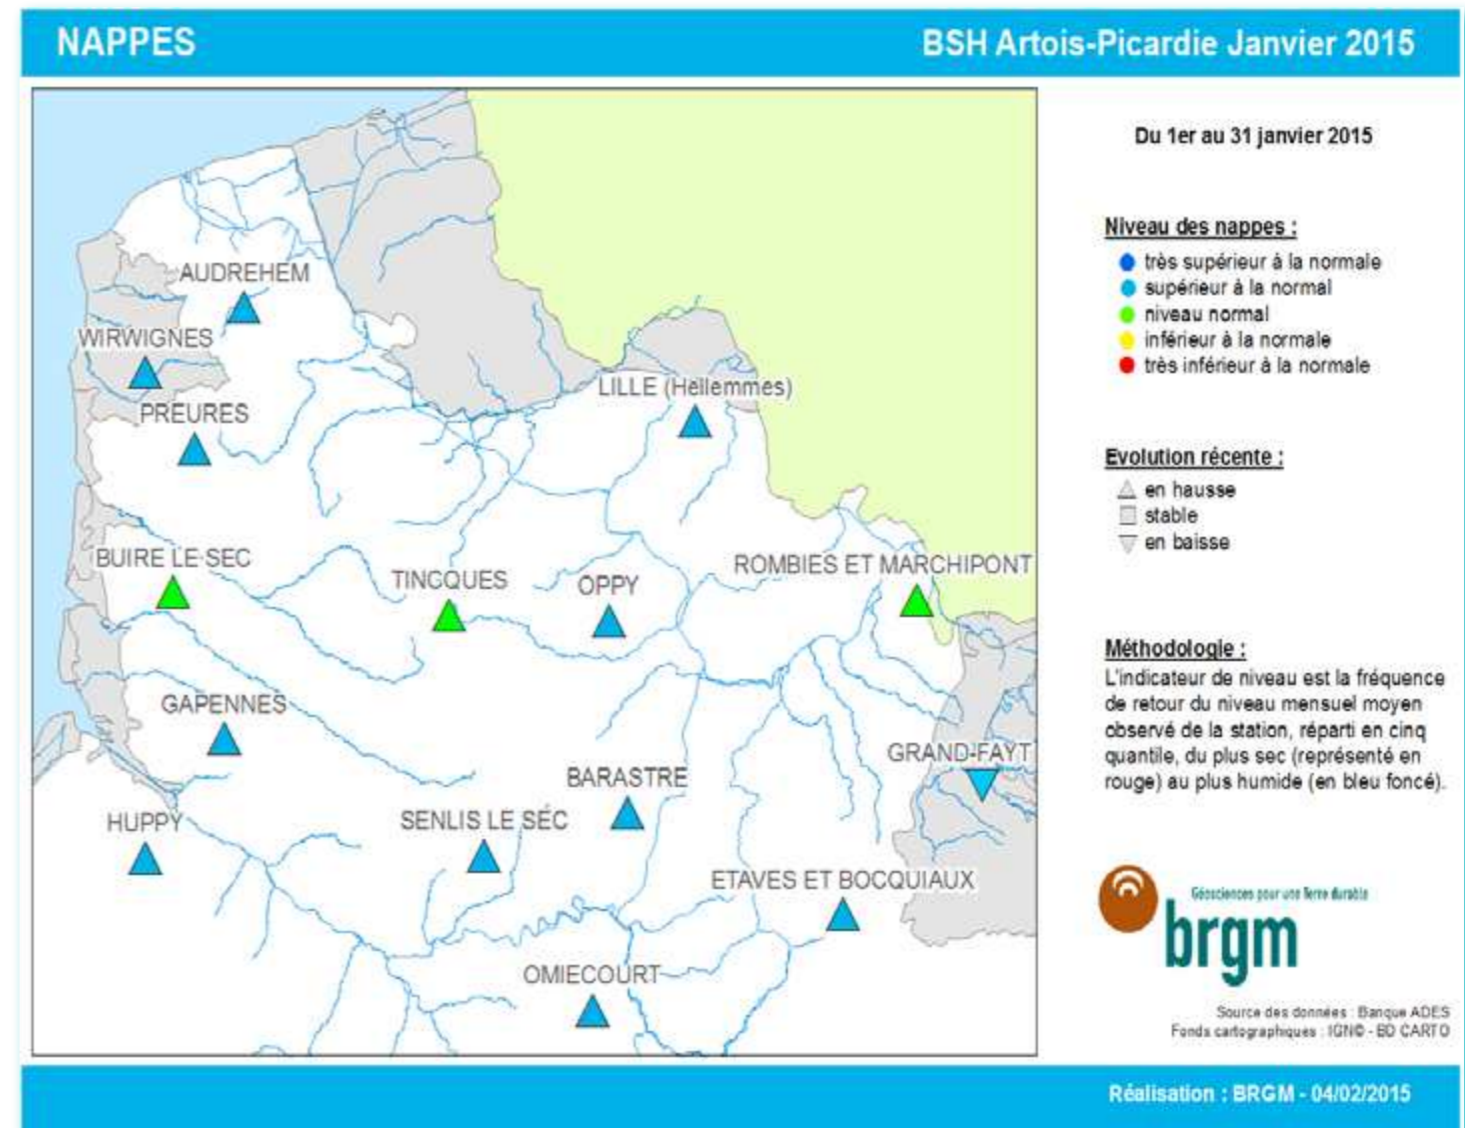 NAPPES
BSH Artois-Picardie Janvier 2015
Du 1er au 31 janvier 2015
Niveau des nappes :
très supérieur à la normale
supérieur à la normal
niveau normal
inférieur à la normale
très inférieur à la normale
Evolution récente :
en hausse
stable
en baisse
Méthodologie :
L'indicateur de niveau est la fréquence
de retour du niveau mensuel moyen
observé de la station, réparti en cinq
quantile, du plus sec (représenté en
rouge) au plus humide (en bleu foncé).
AUDREHEM
WIRWIGNES
PREURES
LILLE (Hellemmes)
BUIRE LE SEC
TINCQUES
OPPY
ROMBIES ET MARCHIPONT
GAPENNES
GRAND-FAYT
BARASTRE
HUPPY
SENLIS LE SEC
ETAVES ET BOCQUIAUX
OMIECOURT
Géosciences pour une Terre durable
brgm
Source des données : Banque ADES
Fonds cartographiques : IGN© - BD CARTO
Réalisation : BRGM - 04/02/2015